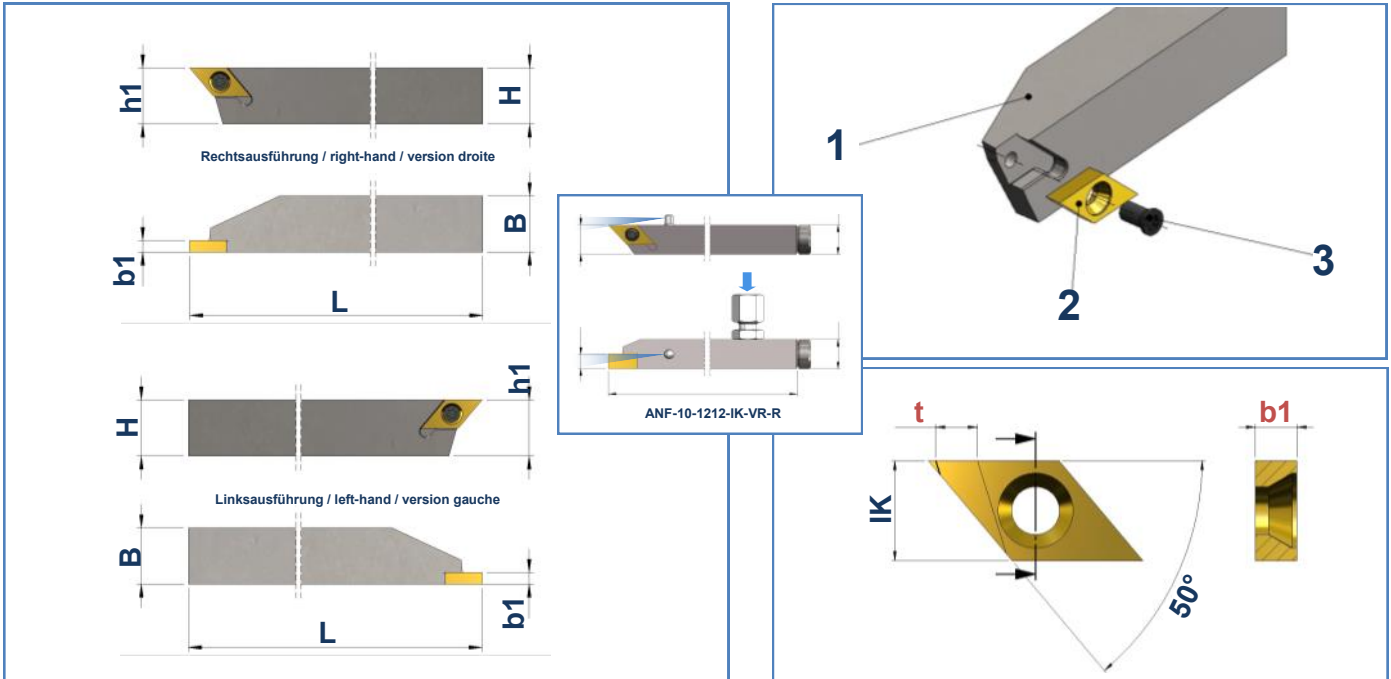 h1
H
Rechtsausführung / right-hand / version droite
b1
B
L
H
h1
Linksausführung / left-hand / version gauche
B
b1
L
ANF-10-1212-IK-VR-R
1
2
3
t
b1
IK
50°